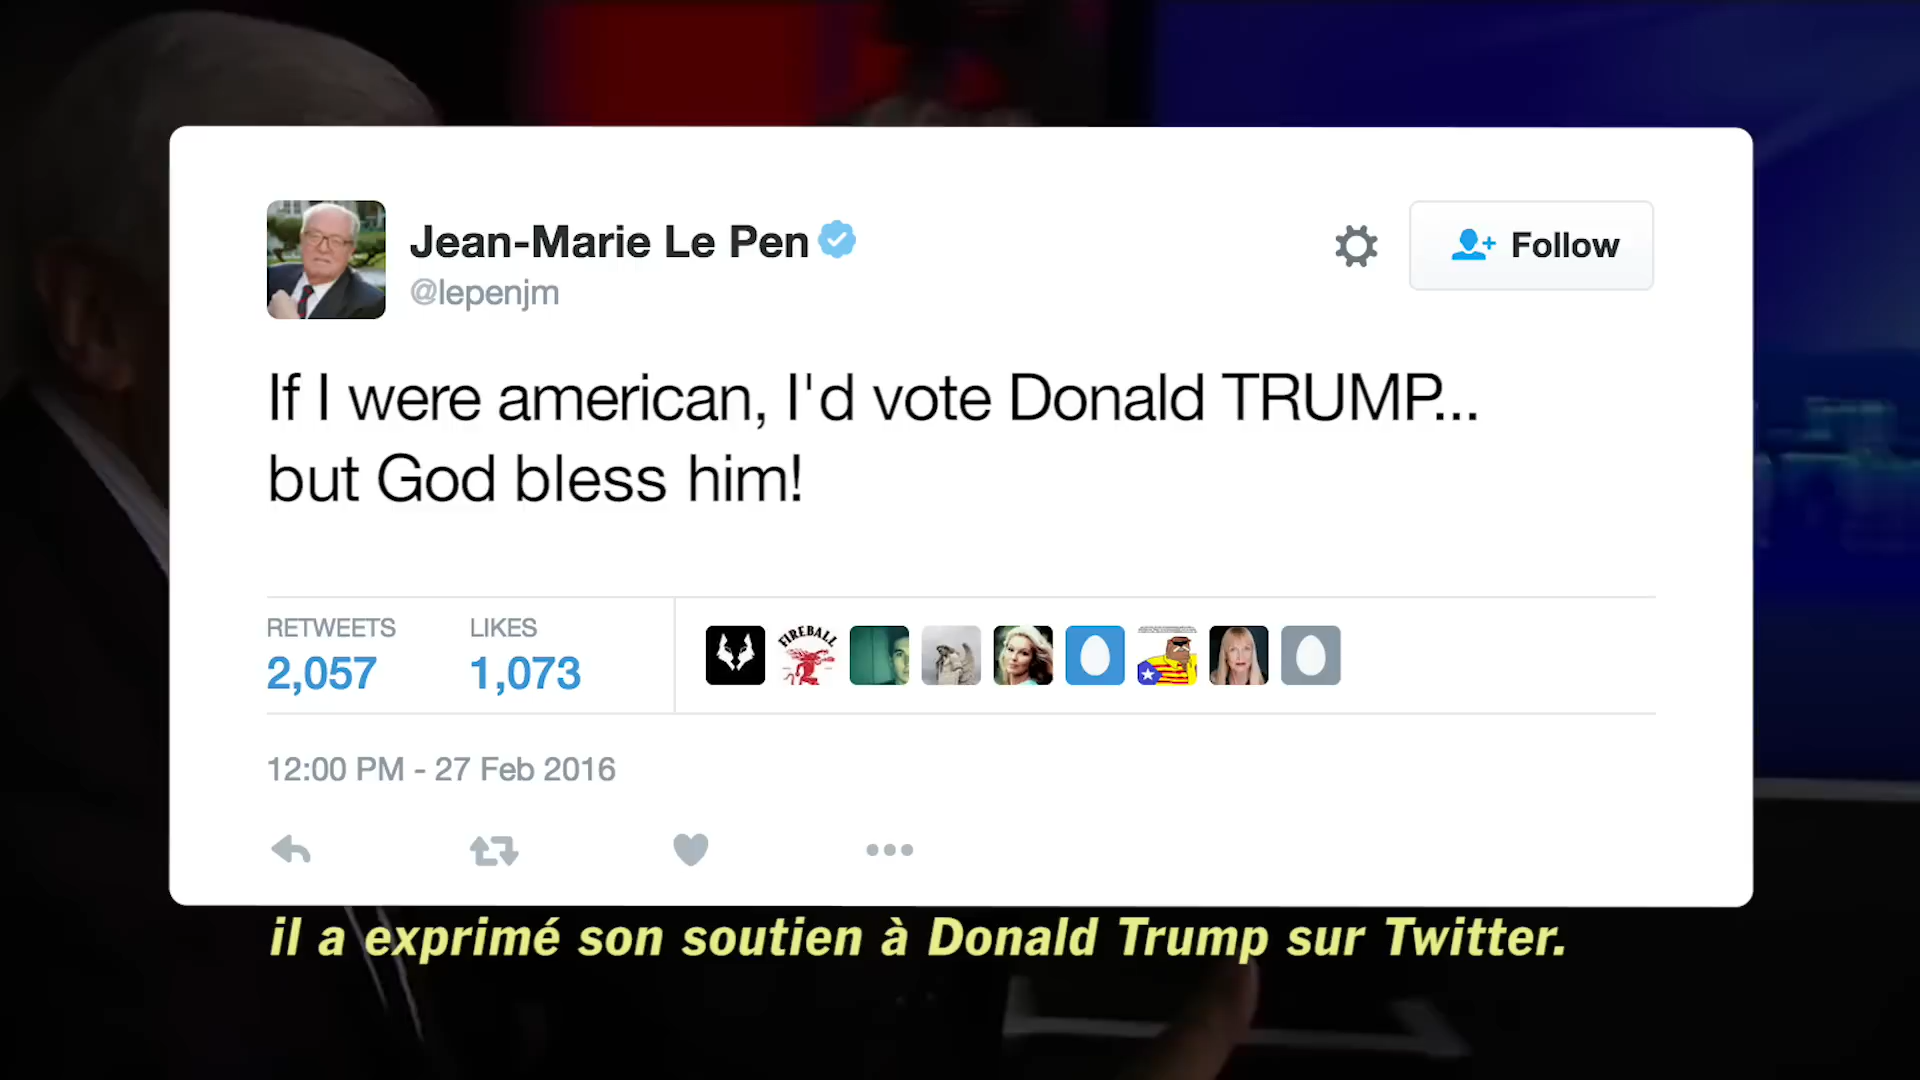 Jean-Marie Le Pen
@lepenjm
Follow
If I were american, I'd vote Donald TRUMP...
but God bless him!
RETWEETS
2,057
LIKES
1,073
FIREBALL
12:00 PM - 27 Feb 2016
il a exprimé son soutien à Donald Trump sur Twitter.